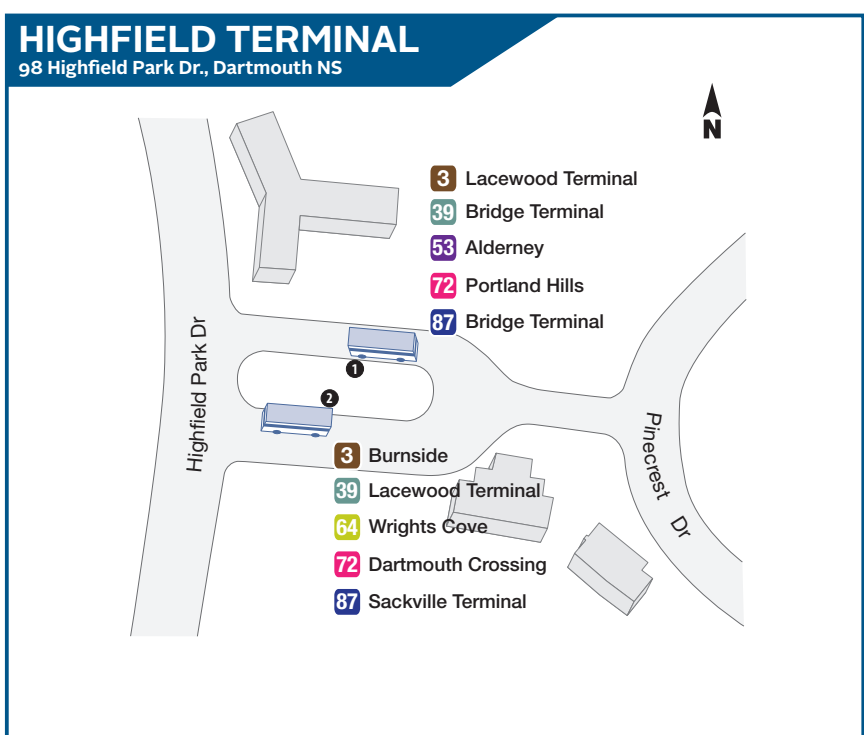 HIGHFIELD TERMINAL
98 Highfield Park Dr., Dartmouth NS
N
3 Lacewood Terminal
39 Bridge Terminal
53 Alderney
72 Portland Hills
87 Bridge Terminal
Highfield Park Dr
1
2
Pinecrest Dr
3 Burnside
39 Lacewood Terminal
64 Wrights Cove
72 Dartmouth Crossing
87 Sackville Terminal